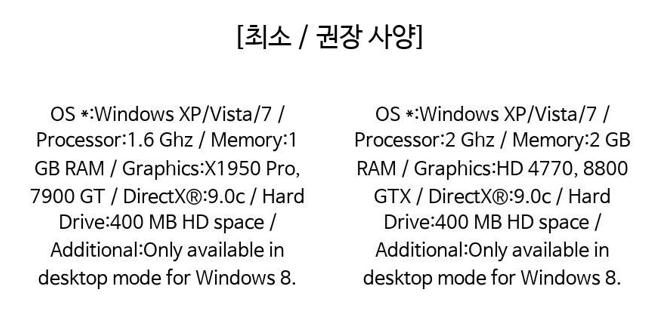 [최소 / 권장 사양]
OS *:Windows XP/Vista/7 /
Processor:1.6 Ghz / Memory:1
GB RAM / Graphics:X1950 Pro,
7900 GT / DirectX®:9.0c / Hard
Drive:400 MB HD space /
Additional:Only available in
desktop mode for Windows 8.
OS *:Windows XP/Vista/7 /
Processor:2 Ghz / Memory:2 GB
RAM / Graphics:HD 4770, 8800
GTX / DirectX®:9.0c / Hard
Drive:400 MB HD space /
Additional:Only available in
desktop mode for Windows 8.